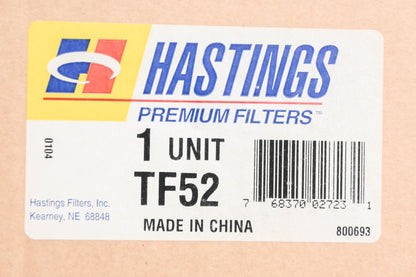 HASTINGS
PREMIUM FILTERS™
1 UNIT
TF52
0104
Hastings Filters, Inc.
Kearney, NE 68848
MADE IN CHINA
7 68370 02723 1
800693